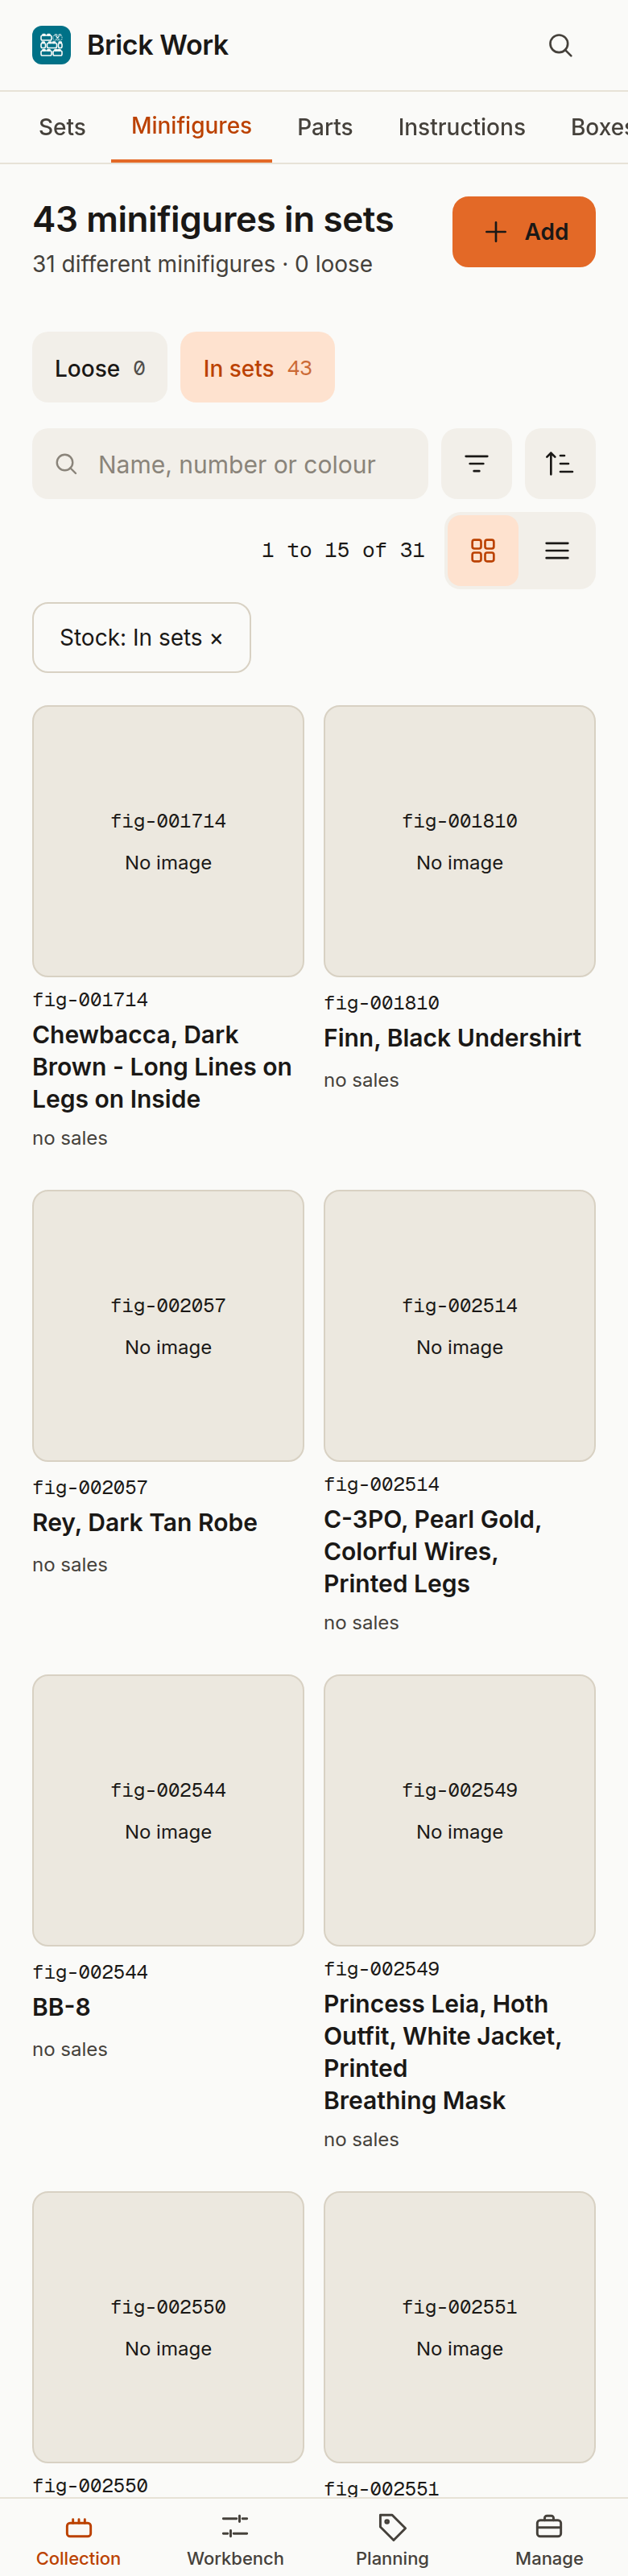 Brick Work
Sets Minifigures Parts Instructions Boxes
43 minifigures in sets
31 different minifigures · 0 loose
Add
Loose 0 In sets 43
Name, number or colour
1 to 15 of 31
Stock: In sets ×
fig-001714
No image
fig-001714
Chewbacca, Dark
Brown - Long Lines on
Legs on Inside
no sales
fig-001810
No image
fig-001810
Finn, Black Undershirt
no sales
fig-002057
No image
fig-002057
Rey, Dark Tan Robe
no sales
fig-002514
No image
fig-002514
C-3PO, Pearl Gold,
Colorful Wires,
Printed Legs
no sales
fig-002544
No image
fig-002544
BB-8
no sales
fig-002549
No image
fig-002549
Princess Leia, Hoth
Outfit, White Jacket,
Printed
Breathing Mask
no sales
fig-002550
No image
fig-002550
fig-002551
No image
fig-002551
Collection Workbench Planning Manage